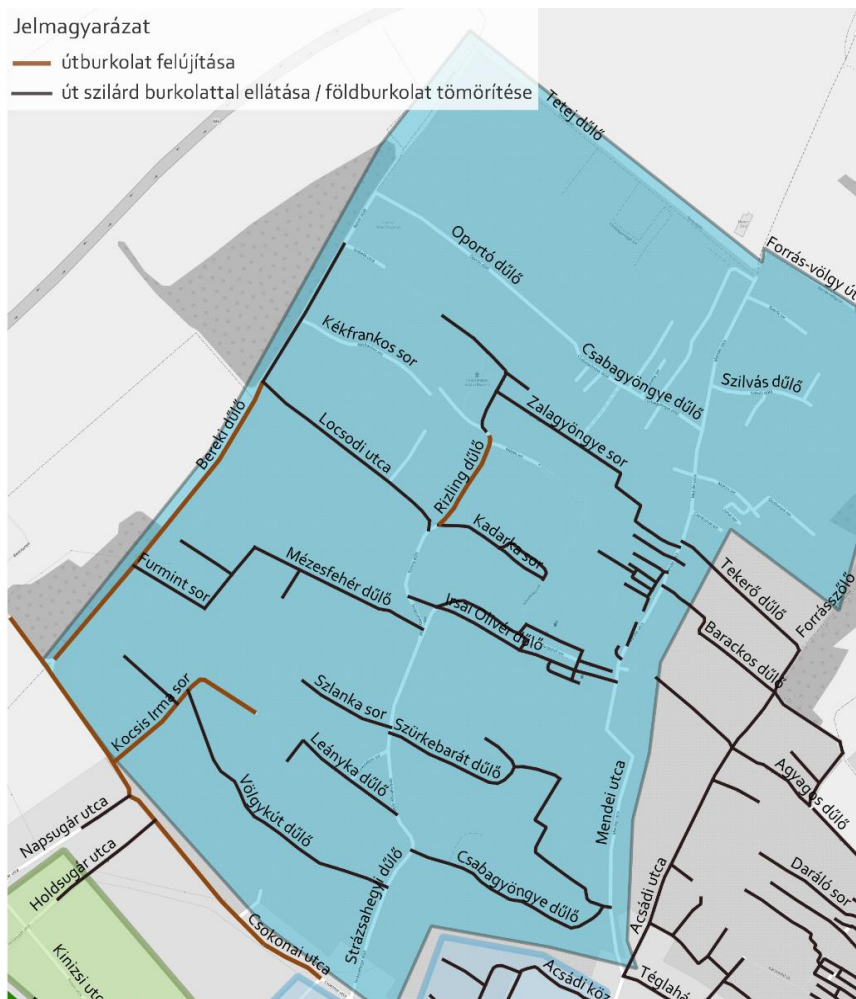 Jelmagyarázat
útburkolat felújítása
út szilárd burkolattal ellátása / földburkolat tömörítése
Tetej dűlő
Oportó dűlő
Forrás-völgy út
Kékfrankos sor
Csabagyöngye dűlő
Szilvás dűlő
Bereki dűlő
Locsodi utca
Zalagyöngye sor
Rizling dűlő
Kadarka sor
Furmint sor
Mézesfehér dűlő
Irsai Olivér dűlő
Tekerő dűlő
Forrásszőlő
Barackos dűlő
Kocsis Irma sor
Szlanka sor
Szürkebarát dűlő
Leányka dűlő
Völgykút dűlő
Mendei utca
Agyagos dűlő
Napsugár utca
Holdsugár utca
Csabagyöngye dűlő
Strázsahegyi dűlő
Acsádi utca
Daráló sor
Csokonai utca
Kinizsi utc
Acsádi köz
Téglahá